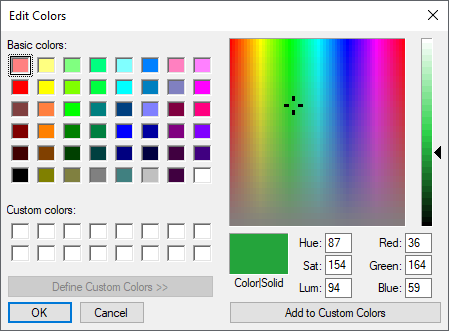 Edit Colors
Basic colors:
Custom colors:
Define Custom Colors >>
OK Cancel
Color|Solid
Hue: 87 Red: 36
Sat: 154 Green: 164
Lum: 94 Blue: 59
Add to Custom Colors